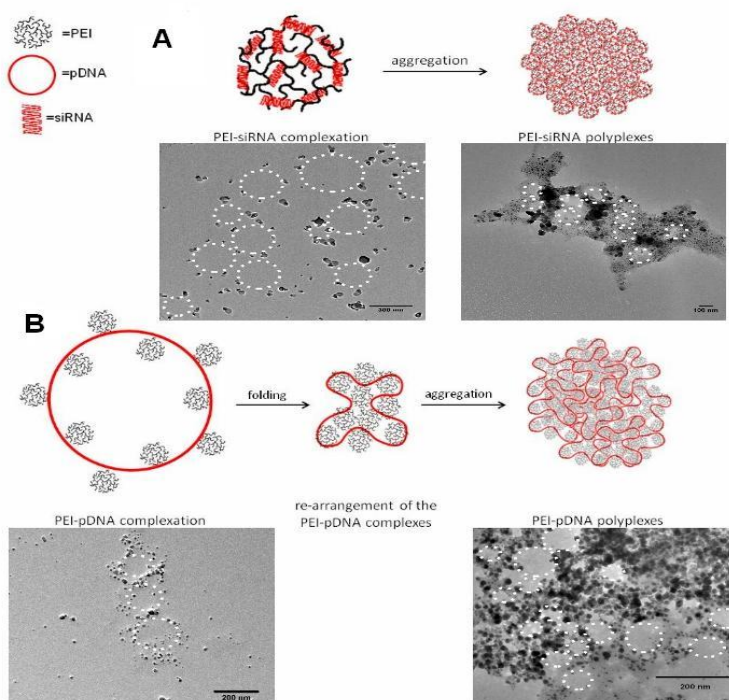 =PEI
=pDNA
=siRNA
A
aggregation
PEI-siRNA complexation
PEI-siRNA polyplexes
300 nm
100 nm
B
folding
aggregation
PEI-pDNA complexation
re-arrangement of the
PEI-pDNA complexes
PEI-pDNA polyplexes
200 nm
200 nm